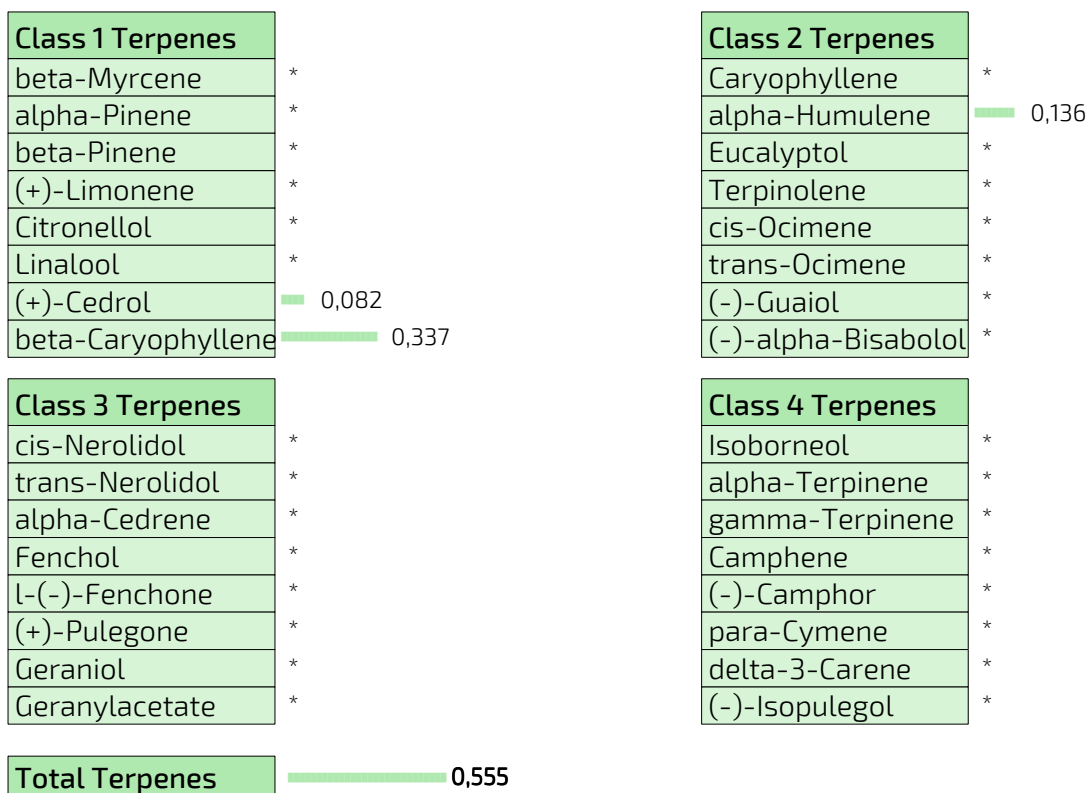 Class 1 Terpenes
beta-Myrcene *
alpha-Pinene *
beta-Pinene *
(+)-Limonene *
Citronellol *
Linalool *
(+)-Cedrol 0,082
beta-Caryophyllene 0,337
Class 2 Terpenes
Caryophyllene *
alpha-Humulene 0,136
Eucalyptol *
Terpinolene *
cis-Ocimene *
trans-Ocimene *
(-)-Guaiol *
(-)-alpha-Bisabolol *
Class 3 Terpenes
cis-Nerolidol *
trans-Nerolidol *
alpha-Cedrene *
Fenchol *
l-(-)-Fenchone *
(+)-Pulegone *
Geraniol *
Geranylacetate *
Class 4 Terpenes
Isoborneol *
alpha-Terpinene *
gamma-Terpinene *
Camphene *
(-)-Camphor *
para-Cymene *
delta-3-Carene *
(-)-Isopulegol *
Total Terpenes 0,555